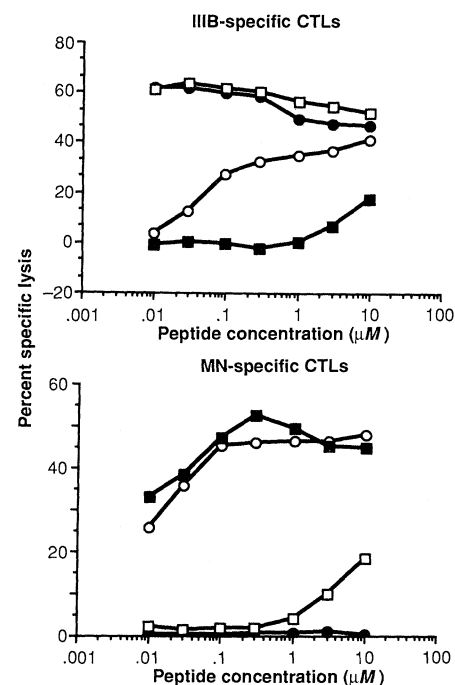 IIIB-specific CTLs
80
60
40
20
0
-20
.001 .01 .1 1 10 100
Peptide concentration (μM)
Percent specific lysis
MN-specific CTLs
60
40
20
0
.001 .01 .1 1 10 100
Peptide concentration (μM)